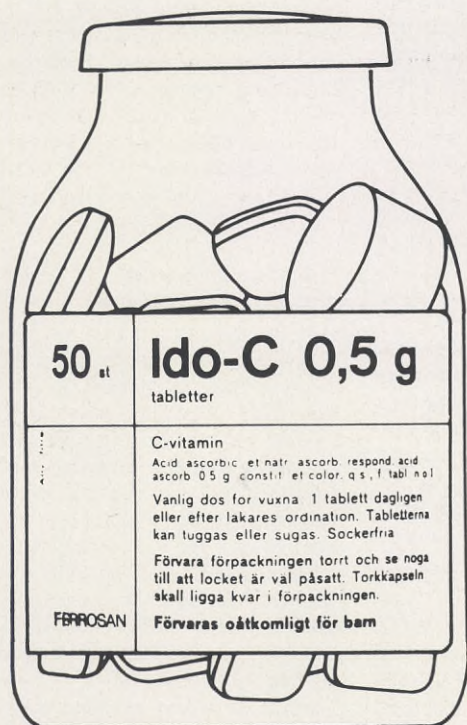 50 st
Ido-C 0,5 g
tabletter
C-vitamin
Acid ascorbic et natr ascorb. respond. acid
ascorb 0 5 g constit et color. q s, f tabl n o 1
Vanlig dos for vuxna 1 tablett dagligen
eller efter lakares ordination. Tabletterna
kan tuggas eller sugas. Sockerfria
Förvara förpackningen torrt och se noga
till att locket är väl påsatt. Torkkapseln
skall ligga kvar i förpackningen.
FERROSAN
Förvaras oåtkomligt för barn